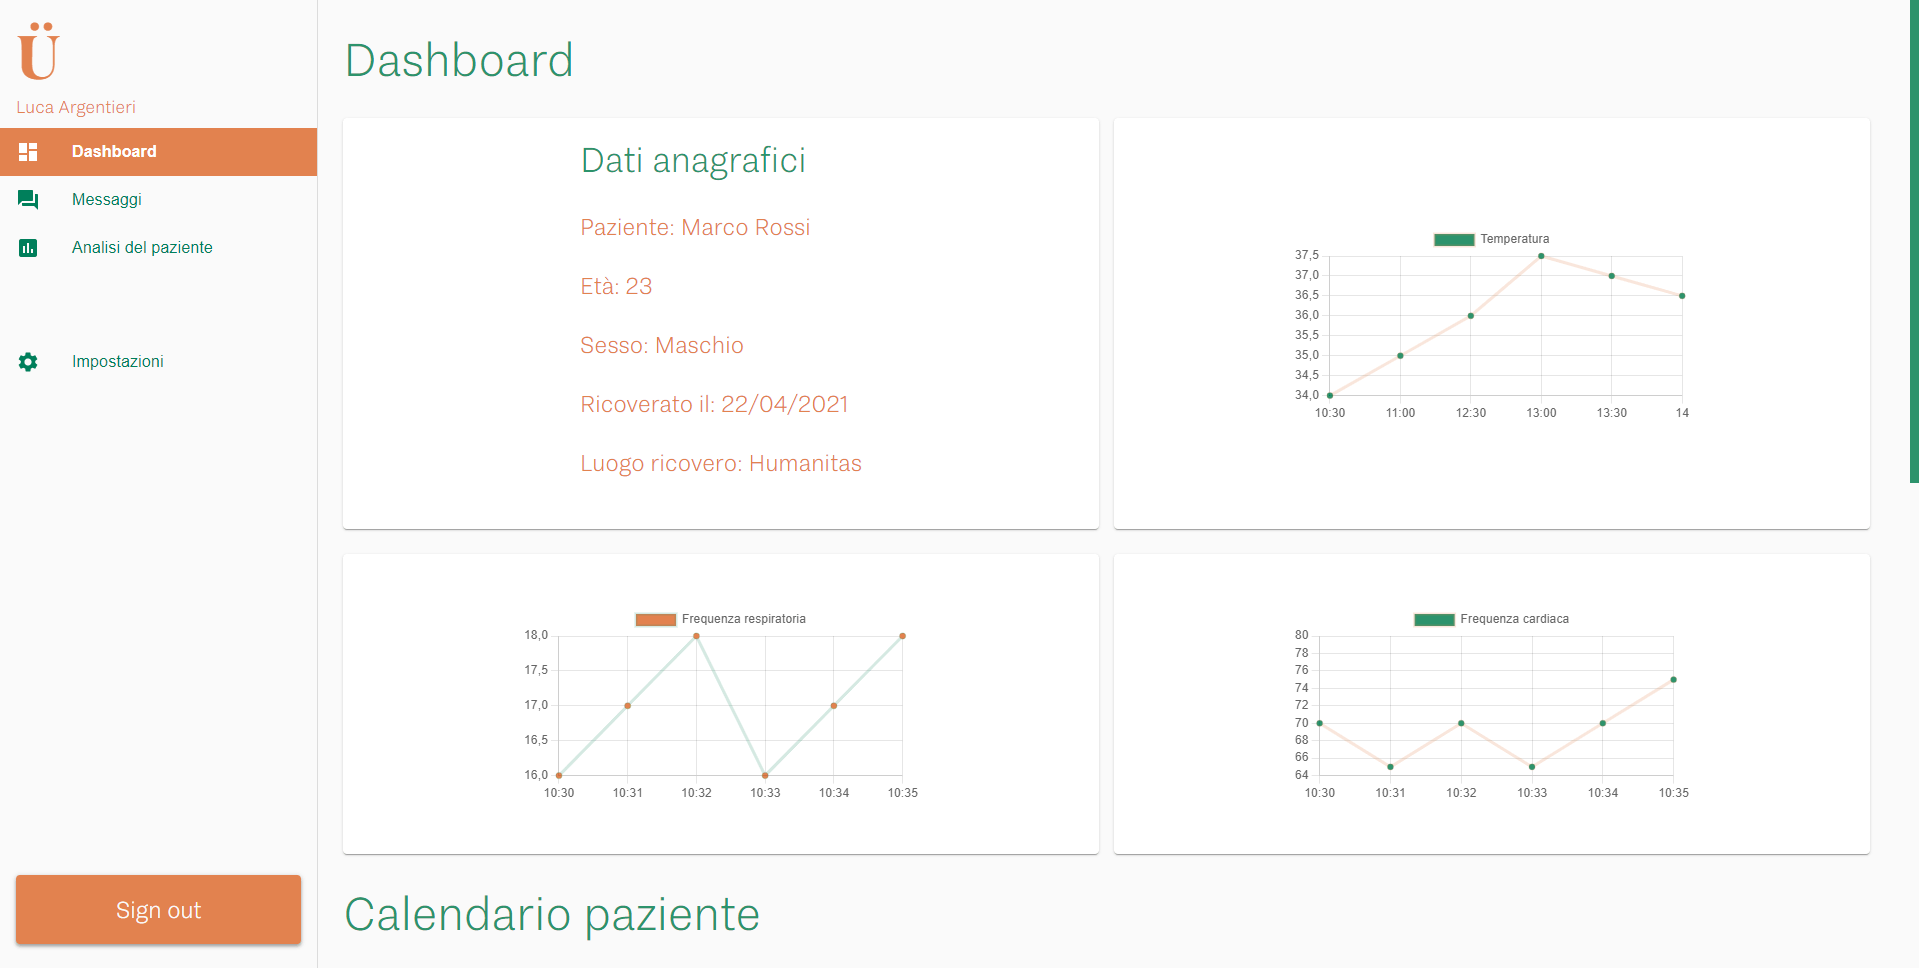 Ü
Luca Argentieri
Dashboard
Messaggi
Analisi del paziente
Impostazioni
Sign out
Dashboard
Dati anagrafici
Paziente: Marco Rossi
Età: 23
Sesso: Maschio
Ricoverato il: 22/04/2021
Luogo ricovero: Humanitas
Temperatura
37,5
37,0
36,5
36,0
35,5
35,0
34,5
34,0
10:30 11:00 12:30 13:00 13:30 14
Frequenza respiratoria
18,0
17,5
17,0
16,5
16,0
10:30 10:31 10:32 10:33 10:34 10:35
Frequenza cardiaca
80
78
76
74
72
70
68
66
64
10:30 10:31 10:32 10:33 10:34 10:35
Calendario paziente